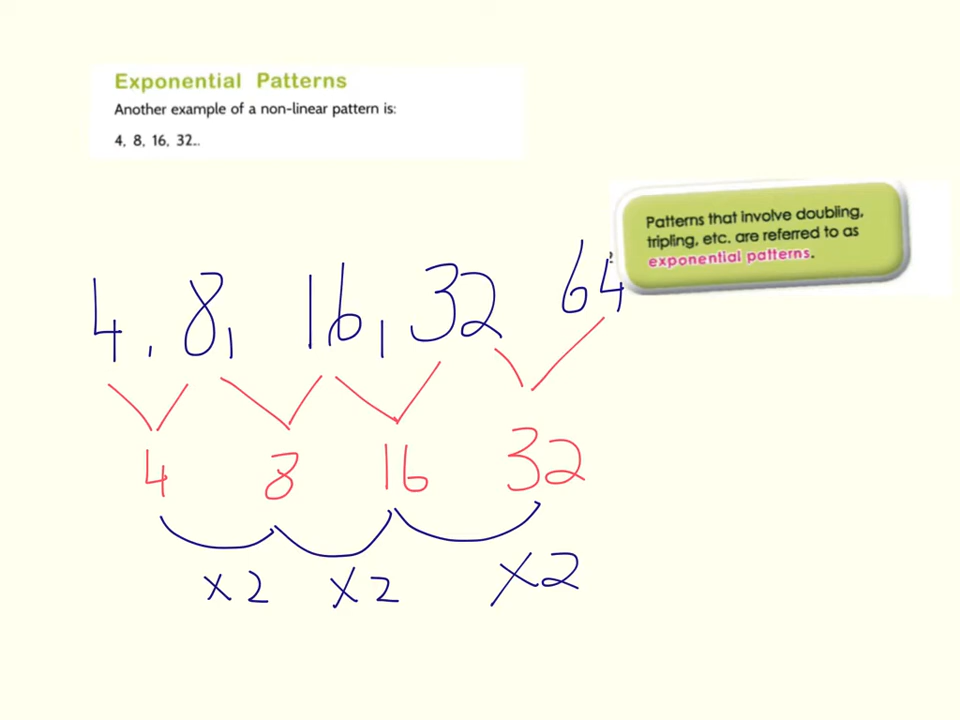 Exponential Patterns
Another example of a non-linear pattern is:
4, 8, 16, 32..
Patterns that involve doubling,
tripling, etc. are referred to as
exponential patterns.
4, 8, 16, 32 64
4 8 16 32
x2 x2 x2